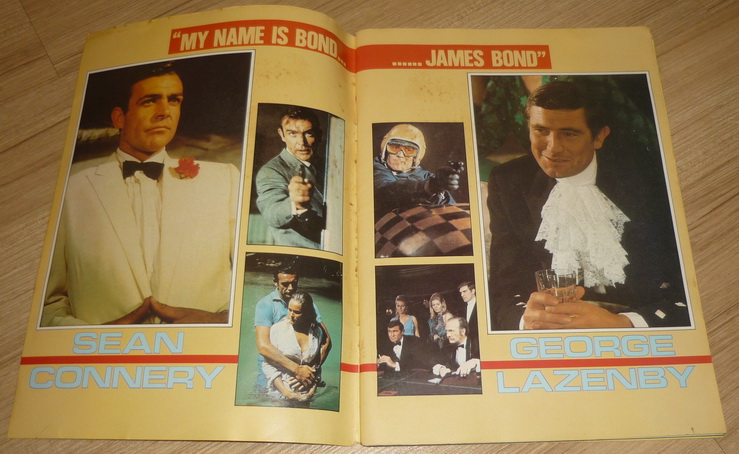 "MY NAME IS BOND...
...... JAMES BOND"
SEAN
CONNERY
GEORGE
LAZENBY